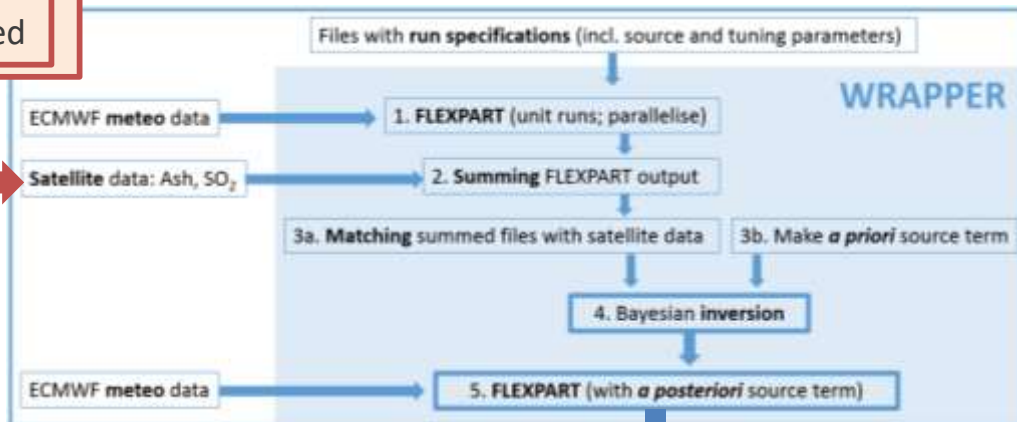 ed
Files with run specifications (incl. source and tuning parameters)
WRAPPER
ECMWF meteo data
1. FLEXPART (unit runs; parallelise)
Satellite data: Ash, SO₂
2. Summing FLEXPART output
3a. Matching summed files with satellite data
3b. Make a priori source term
4. Bayesian inversion
ECMWF meteo data
5. FLEXPART (with a posteriori source term)